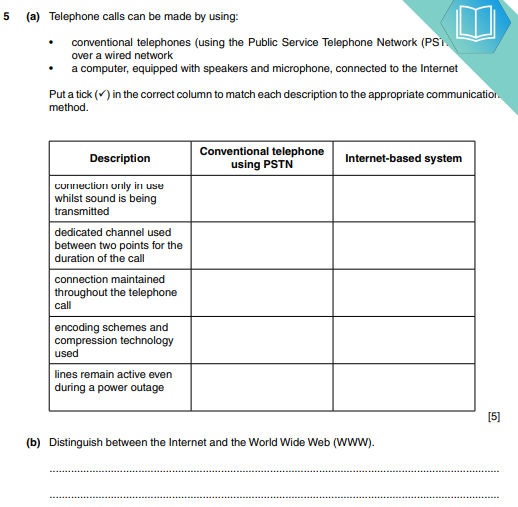 5 (a) Telephone calls can be made by using:
• conventional telephones (using the Public Service Telephone Network
over a wired network
• a computer, equipped with speakers and microphone, connected to the Internet
Put a tick (✓) in the correct column to match each description to the appropriate communication
method.
Description
Conventional telephone
using PSTN
Internet-based system
connection only in use
whilst sound is being
transmitted
dedicated channel used
between two points for the
duration of the call
connection maintained
throughout the telephone
call
encoding schemes and
compression technology
used
lines remain active even
during a power outage
[5]
(b) Distinguish between the Internet and the World Wide Web (WWW).